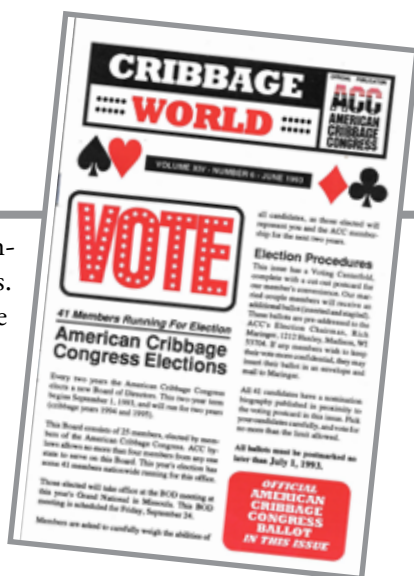 CRIBBAGE
WORLD
OFFICIAL PUBLICATION
ACC
AMERICAN
CRIBBAGE
CONGRESS
VOLUME XIV · NUMBER 6 · JUNE 1993
VOTE
41 Members Running For Election
American Cribbage
Congress Elections
Every two years the American Cribbage Congress
elects a new Board of Directors. This two year issue
begins September 1, 1993, and will run for two years
(cribbage years 1994 and 1995).
This Board consists of 25 members, elected by mem-
bers of the American Cribbage Congress. ACC by-
laws allows no more than four members from any one
state to serve on this Board. This year's election has
some 41 members nationwide running for this office.
Those elected will take office at the BOD meeting at
this year's Grand National in Missoula. This BOD
meeting is scheduled for Friday, September 24.
Members are asked to carefully weigh the abilities of
all candidates, as those elected will
represent you and the ACC member-
ship for the next two years.
Election Procedures
This issue has a Voting Centerfold,
complete with a cut out postcard for
our member's convenience. Our mar-
ried couple members will receive an
additional ballot (inserted and stapled).
These ballots are pre-addressed to the
ACC's Election Chairman, Rich
Maringer, 1212 Henley, Madison, WI
53704. If any members wish to keep
their vote more confidential, they may
insert their ballot in an envelope and
mail to Maringer.
All 41 candidates have a nomination
biography published in proximity to
the voting postcard in this issue. Pick
your candidates carefully, and vote for
no more than the limit allowed.
All ballots must be postmarked no
later than July 1, 1993.
OFFICIAL
AMERICAN
CRIBBAGE
CONGRESS
BALLOT
IN THIS ISSUE
n-
s.
e